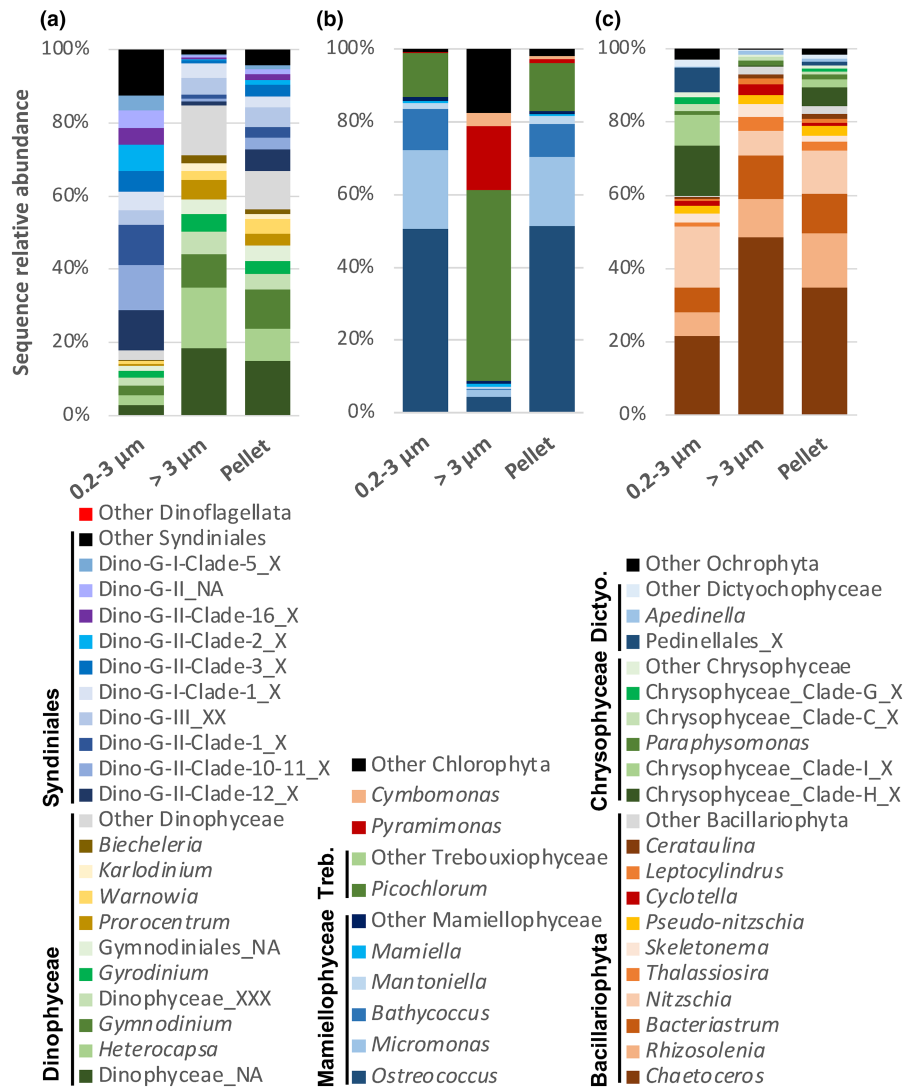 (a)
(b)
(c)
Sequence relative abundance
100%
80%
60%
40%
20%
0%
100%
80%
60%
40%
20%
0%
100%
80%
60%
40%
20%
0%
0.2-3 µm
> 3 µm
Pellet
0.2-3 µm
> 3 µm
Pellet
0.2-3 µm
> 3 µm
Pellet
Other Dinoflagellata
Syndiniales
Other Syndiniales
Dino-G-I-Clade-5_X
Dino-G-II_NA
Dino-G-II-Clade-16_X
Dino-G-II-Clade-2_X
Dino-G-II-Clade-3_X
Dino-G-I-Clade-1_X
Dino-G-III_XX
Dino-G-II-Clade-1_X
Dino-G-II-Clade-10-11_X
Dino-G-II-Clade-12_X
Dinophyceae
Other Dinophyceae
Biecheleria
Karlodinium
Warnowia
Prorocentrum
Gymnodiniales_NA
Gyrodinium
Dinophyceae_XXX
Gymnodinium
Heterocapsa
Dinophyceae_NA
Other Chlorophyta
Cymbomonas
Pyramimonas
Treb.
Other Trebouxiophyceae
Picochlorum
Mamiellophyceae
Other Mamiellophyceae
Mamiella
Mantoniella
Bathycoccus
Micromonas
Ostreococcus
Other Ochrophyta
Dictyo.
Other Dictyochophyceae
Apedinella
Pedinellales_X
Chrysophyceae
Other Chrysophyceae
Chrysophyceae_Clade-G_X
Chrysophyceae_Clade-C_X
Paraphysomonas
Chrysophyceae_Clade-I_X
Chrysophyceae_Clade-H_X
Bacillariophyta
Other Bacillariophyta
Cerataulina
Leptocylindrus
Cyclotella
Pseudo-nitzschia
Skeletonema
Thalassiosira
Nitzschia
Bacteriastrum
Rhizosolenia
Chaetoceros